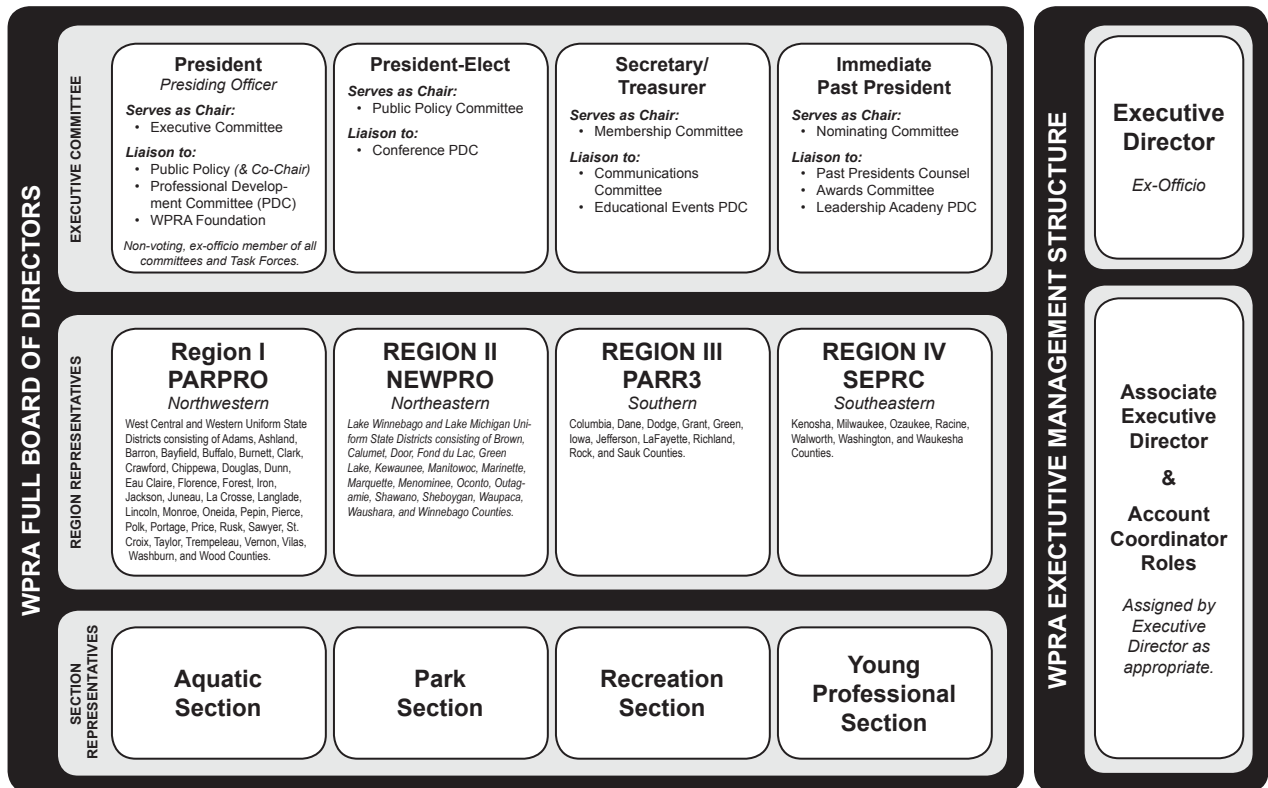 WPRA FULL BOARD OF DIRECTORS
EXECUTIVE COMMITTEE
President
Presiding Officer
Serves as Chair:
• Executive Committee
Liaison to:
• Public Policy (& Co-Chair)
• Professional Develop-
ment Committee (PDC)
• WPRA Foundation
Non-voting, ex-officio member of all
committees and Task Forces.
President-Elect
Serves as Chair:
• Public Policy Committee
Liaison to:
• Conference PDC
Secretary/
Treasurer
Serves as Chair:
• Membership Committee
Liaison to:
• Communications
Committee
• Educational Events PDC
Immediate
Past President
Serves as Chair:
• Nominating Committee
Liaison to:
• Past Presidents Counsel
• Awards Committee
• Leadership Acadeny PDC
REGION REPRESENTATIVES
Region I
PARPRO
Northwestern
West Central and Western Uniform State
Districts consisting of Adams, Ashland,
Barron, Bayfield, Buffalo, Burnett, Clark,
Crawford, Chippewa, Douglas, Dunn,
Eau Claire, Florence, Forest, Iron,
Jackson, Juneau, La Crosse, Langlade,
Lincoln, Monroe, Oneida, Pepin, Pierce,
Polk, Portage, Price, Rusk, Sawyer, St.
Croix, Taylor, Trempeleau, Vernon, Vilas,
Washburn, and Wood Counties.
REGION II
NEWPRO
Northeastern
Lake Winnebago and Lake Michigan Uni-
form State Districts consisting of Brown,
Calumet, Door, Fond du Lac, Green
Lake, Kewaunee, Manitowoc, Marinette,
Marquette, Menominee, Oconto, Outag-
amie, Shawano, Sheboygan, Waupaca,
Waushara, and Winnebago Counties.
REGION III
PARR3
Southern
Columbia, Dane, Dodge, Grant, Green,
Iowa, Jefferson, LaFayette, Richland,
Rock, and Sauk Counties.
REGION IV
SEPRC
Southeastern
Kenosha, Milwaukee, Ozaukee, Racine,
Walworth, Washington, and Waukesha
Counties.
SECTION
REPRESENTATIVES
Aquatic
Section
Park
Section
Recreation
Section
Young
Professional
Section
WPRA EXECTUTIVE MANAGEMENT STRUCTURE
Executive
Director
Ex-Officio
Associate
Executive
Director
&
Account
Coordinator
Roles
Assigned by
Executive
Director as
appropriate.